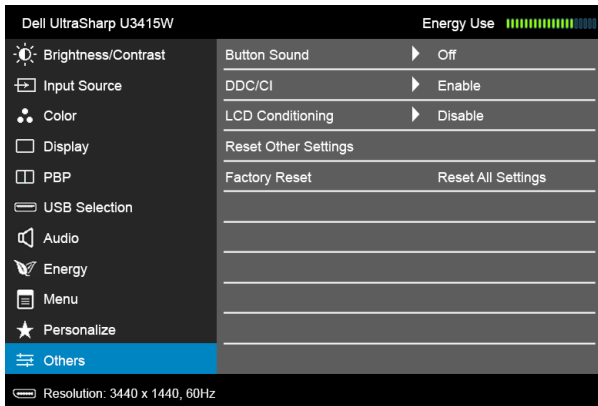 Dell UltraSharp U3415W Energy Use
Brightness/Contrast Button Sound Off
Input Source DDC/CI Enable
Color LCD Conditioning Disable
Display Reset Other Settings
PBP Factory Reset Reset All Settings
USB Selection
Audio
Energy
Menu
Personalize
Others
Resolution: 3440 x 1440, 60Hz